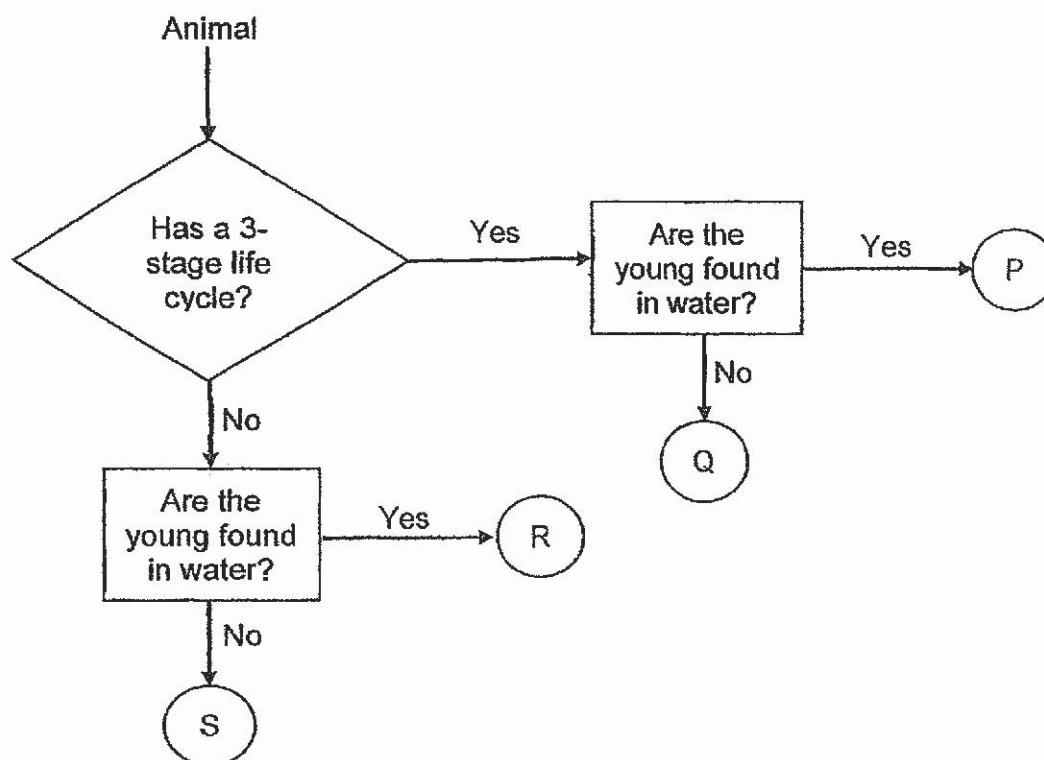 Animal
Has a 3-
stage life
cycle?
Yes
Are the
young found
in water?
Yes
P
No
Q
No
Are the
young found
in water?
Yes
R
No
S